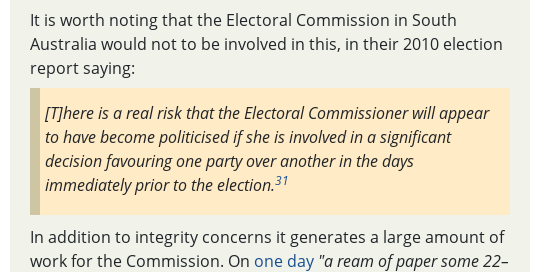 It is worth noting that the Electoral Commission in South
Australia would not to be involved in this, in their 2010 election
report saying:
[T]here is a real risk that the Electoral Commissioner will appear
to have become politicised if she is involved in a significant
decision favouring one party over another in the days
immediately prior to the election.31
In addition to integrity concerns it generates a large amount of
work for the Commission. On one day "a ream of paper some 22–